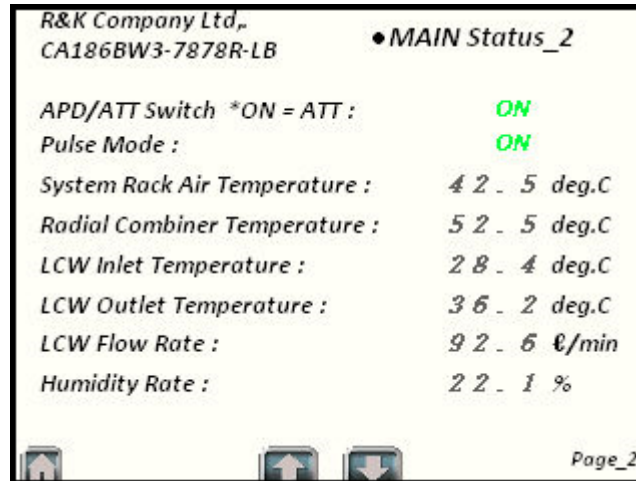 R&K Company Ltd,.
CA186BW3-7878R-LB
●MAIN Status_2
APD/ATT Switch *ON = ATT : ON
Pulse Mode : ON
System Rack Air Temperature : 42.5 deg.C
Radial Combiner Temperature : 52.5 deg.C
LCW Inlet Temperature : 28.4 deg.C
LCW Outlet Temperature : 36.2 deg.C
LCW Flow Rate : 92.6 ℓ/min
Humidity Rate : 22.1 %
Page_2